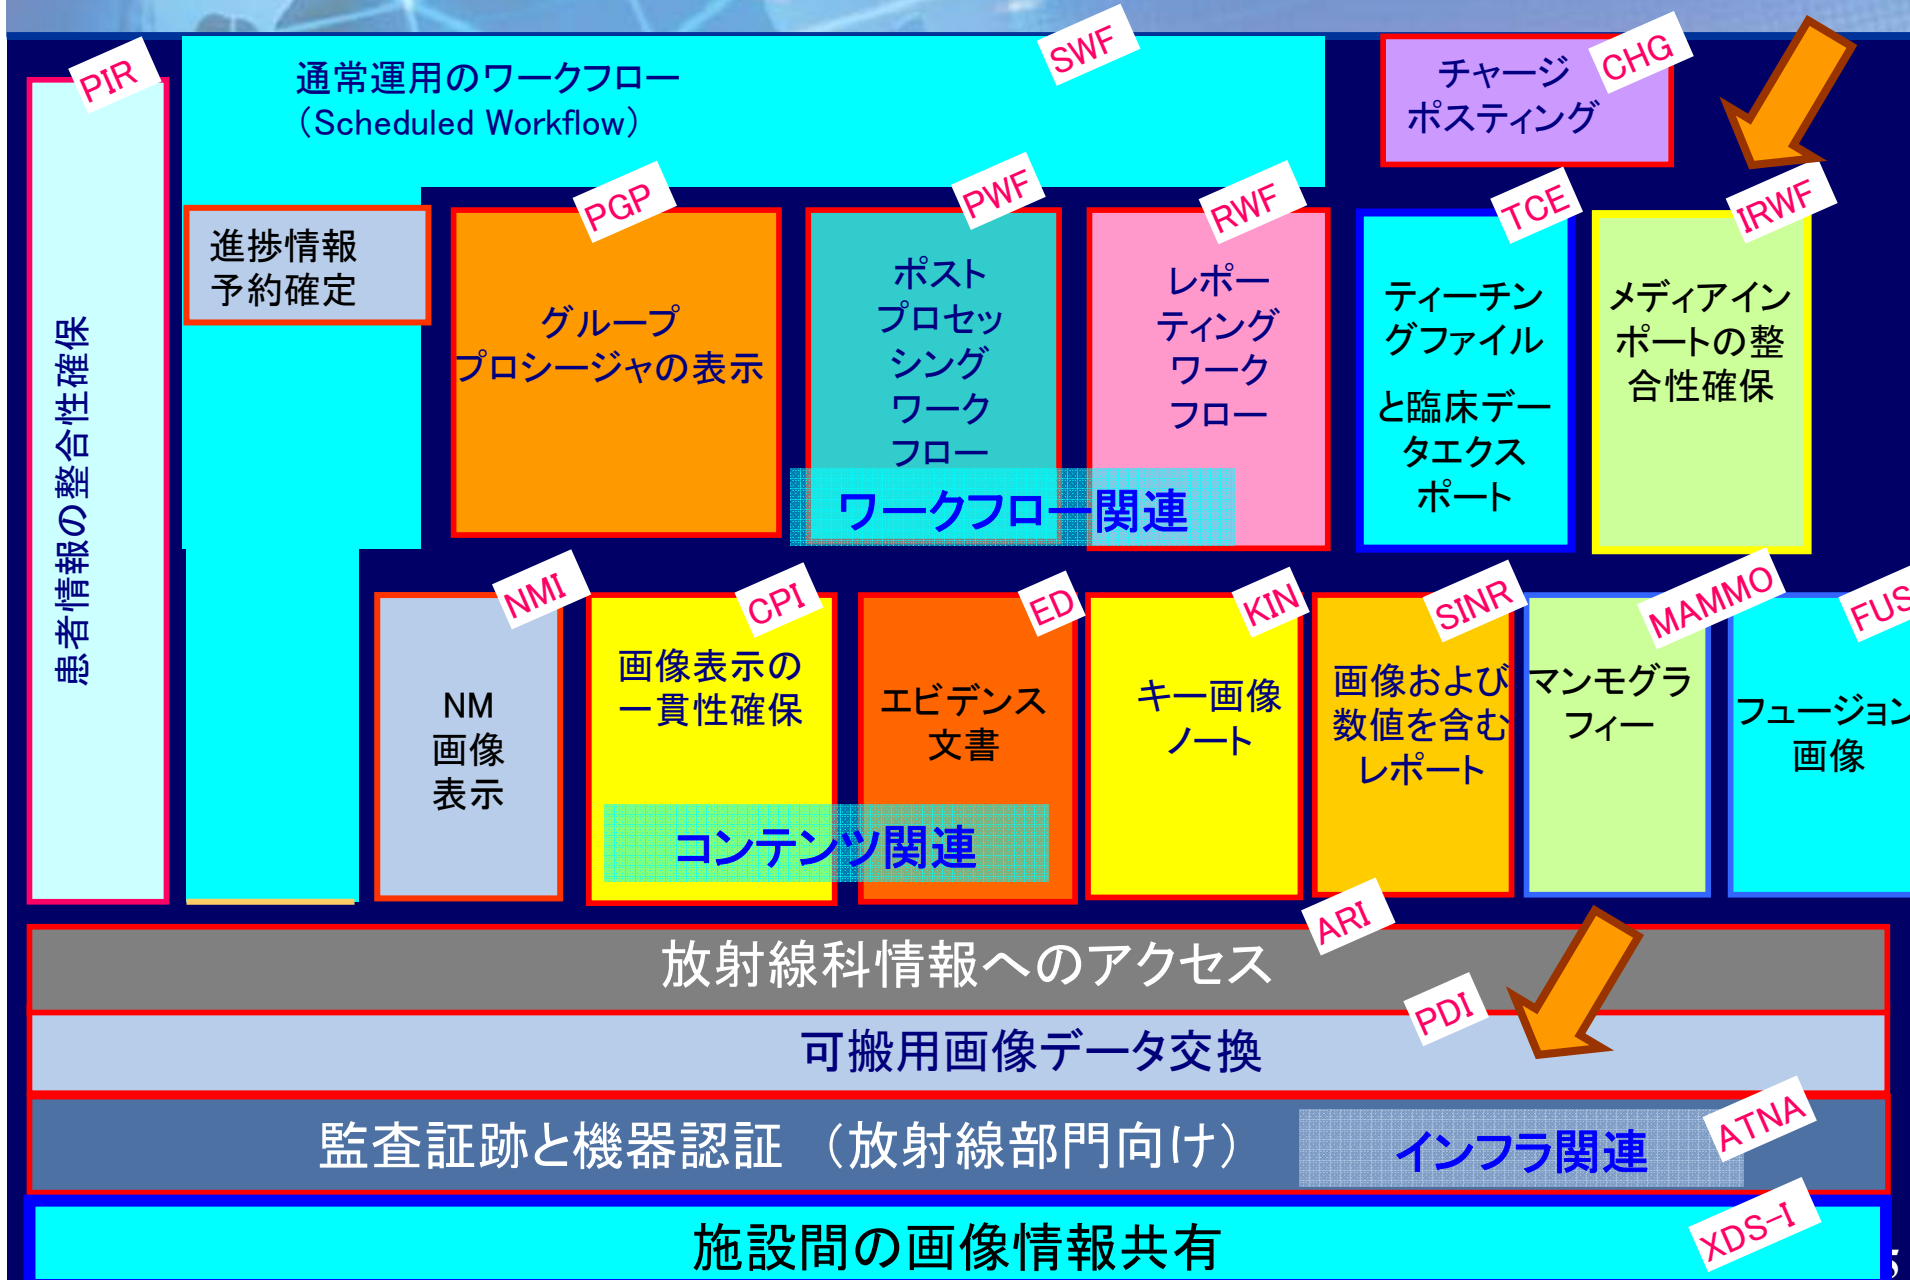 PIR
患者情報の整合性確保
SWF
通常運用のワークフロー
（Scheduled Workflow）
CHG
チャージ
ポスティング
進捗情報
予約確定
PGP
グループ
プロシージャの表示
PWF
ポスト
プロセッ
シング
ワーク
フロー
RWF
レポー
ティング
ワーク
フロー
ワークフロー関連
TCE
ティーチン
グファイル
と臨床デー
タエクス
ポート
IRWF
メディアイン
ポートの整
合性確保
NMI
NM
画像
表示
CPI
画像表示の
一貫性確保
ED
エビデンス
文書
コンテンツ関連
KIN
キー画像
ノート
SINR
画像および
数値を含む
レポート
MAMMO
マンモグラ
フィー
FUS
フュージョン
画像
ARI
放射線科情報へのアクセス
PDI
可搬用画像データ交換
ATNA
監査証跡と機器認証 （放射線部門向け）
インフラ関連
XDS-I
施設間の画像情報共有